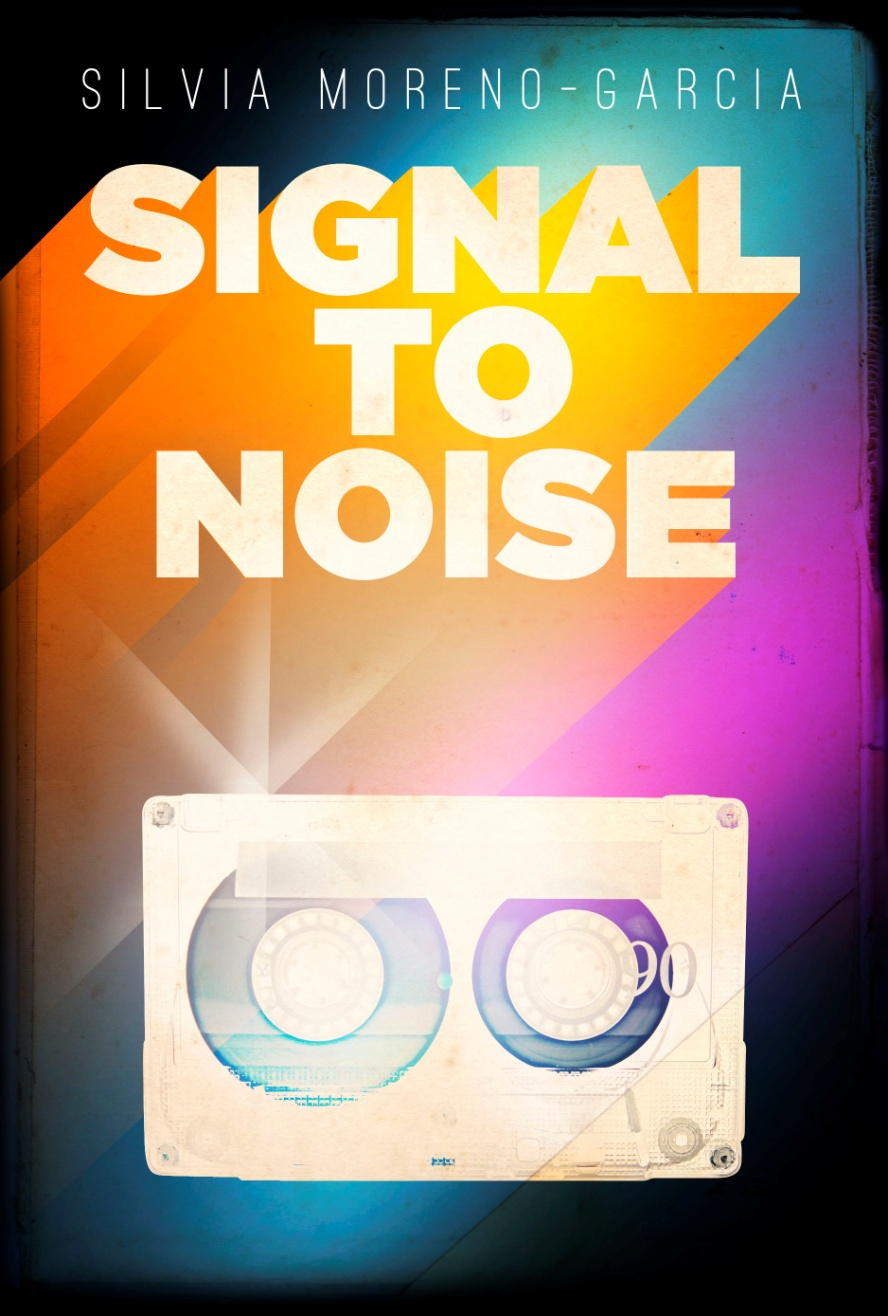 SILVIA MORENO-GARCIA
SIGNAL
TO
NOISE
90